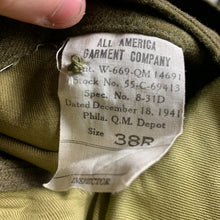 ALL AMERICA
GARMENT COMPANY
nt. W-669-QM 14691
Stock No. 55-C-69413
Spec. No. 8-31D
Dated December 18, 1941
Phila. Q.M. Depot
Size 38R
INSPECTOR